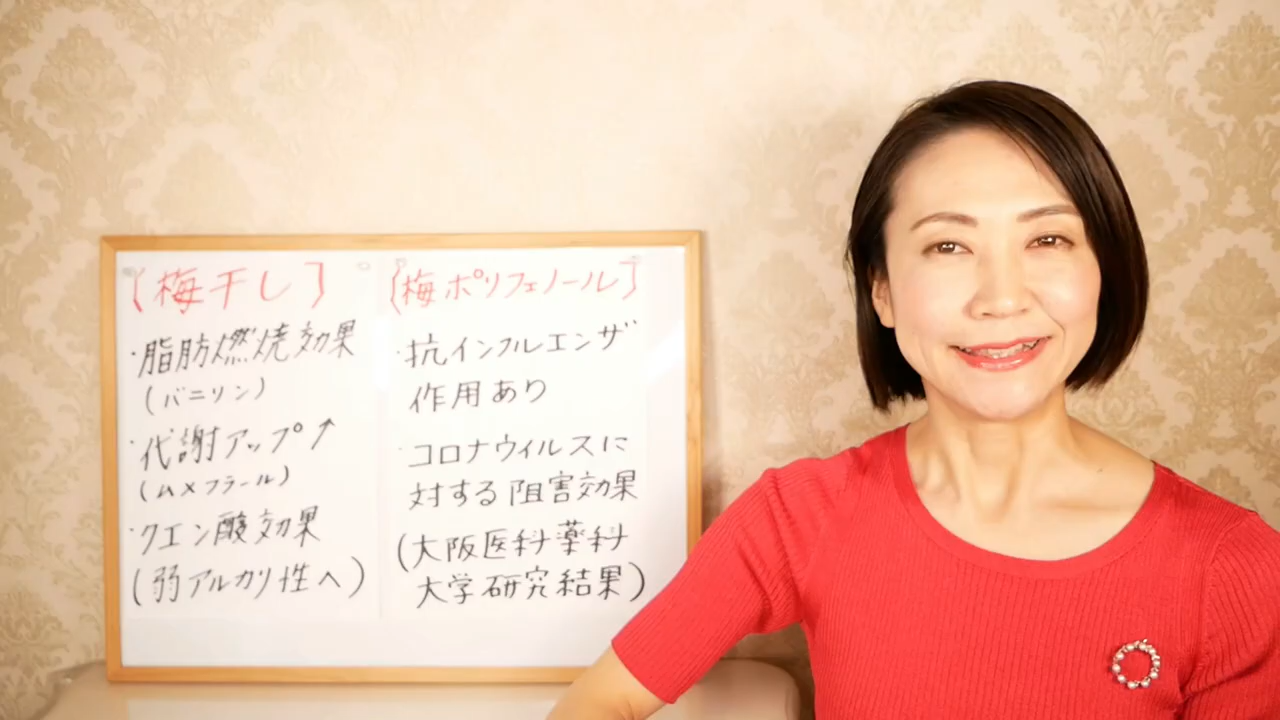 [梅干し]
・脂肪燃焼効果
(バニリン)
・代謝アップ↑
(ムメフラール)
・クエン酸効果
(弱アルカリ性へ)
[梅ポリフェノール]
・抗インフルエンザ
作用あり
・コロナウィルスに
対する阻害効果
(大阪医科薬科
大学研究結果)